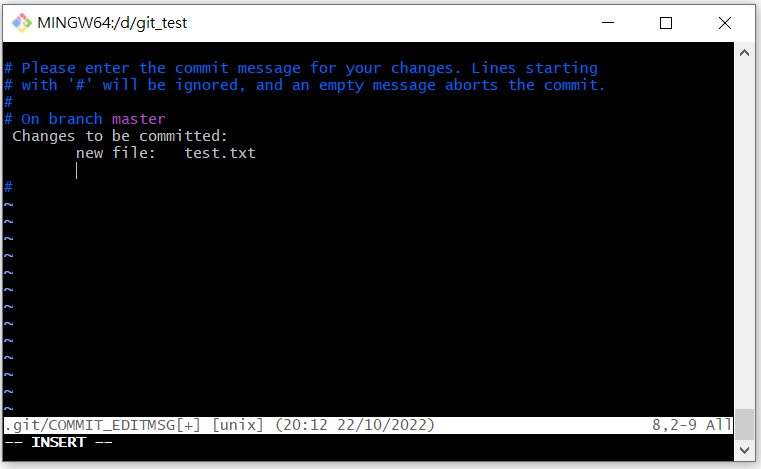 MINGW64:/d/git_test
# Please enter the commit message for your changes. Lines starting
# with '#' will be ignored, and an empty message aborts the commit.
#
# On branch master
 Changes to be committed:
        new file:   test.txt
#
~
~
~
~
~
~
~
~
~
~
~
~
~
.git/COMMIT_EDITMSG[+] [unix] (20:12 22/10/2022) 8,2-9 All
-- INSERT --